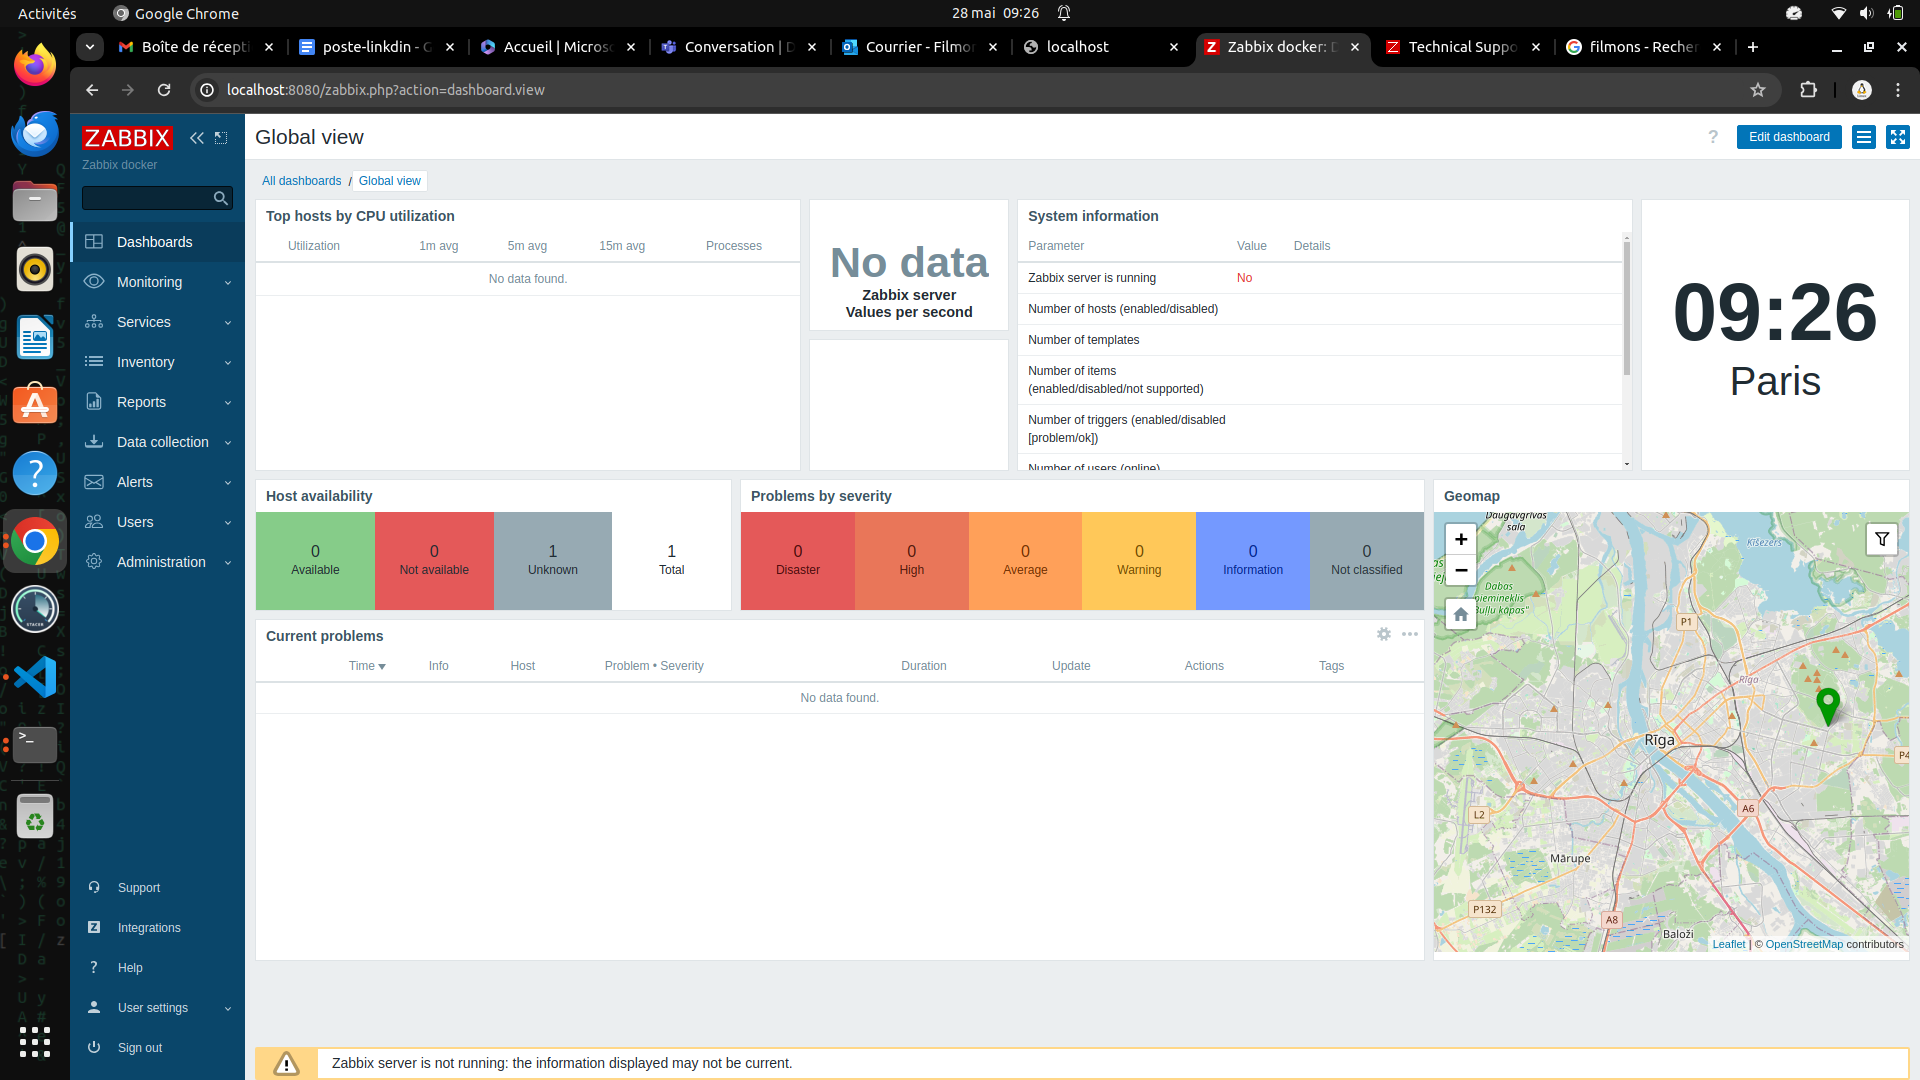 Activités
Google Chrome
28 mai 09:26
Boîte de récepti
poste-linkdin - G
Accueil | Micros
Conversation | D
Courrier - Filmor
localhost
Zabbix docker: D
Technical Suppo
filmons - Recher
localhost:8080/zabbix.php?action=dashboard.view
ZABBIX
Zabbix docker
Dashboards
Monitoring
Services
Inventory
Reports
Data collection
Alerts
Users
Administration
Support
Integrations
Help
User settings
Sign out
Global view
?
Edit dashboard
All dashboards / Global view
Top hosts by CPU utilization
Utilization 1m avg 5m avg 15m avg Processes
No data found.
No data
Zabbix server
Values per second
System information
Parameter Value Details
Zabbix server is running No
Number of hosts (enabled/disabled)
Number of templates
Number of items
(enabled/disabled/not supported)
Number of triggers (enabled/disabled
[problem/ok])
Number of users (online)
09:26
Paris
Host availability
0
Available
0
Not available
1
Unknown
1
Total
Problems by severity
0
Disaster
0
High
0
Average
0
Warning
0
Information
0
Not classified
Geomap
+
−
Daugavgrīvas
sala
Ķīšezers
Dabas
piemineklis
"Buļļu kāpas"
P1
Rīga
Rīga
P4
L2
A6
Mārupe
P132
A8
Baloži
Leaflet | © OpenStreetMap contributors
Current problems
Time Info Host Problem • Severity Duration Update Actions Tags
No data found.
Zabbix server is not running: the information displayed may not be current.